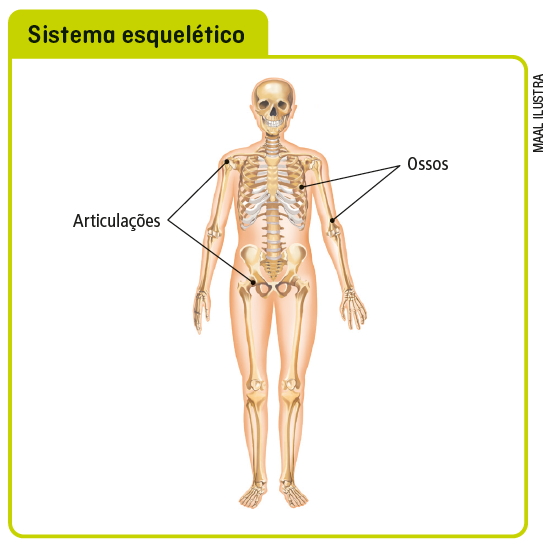 Sistema esquelético
MAAL ILUSTRA
Ossos
Articulações